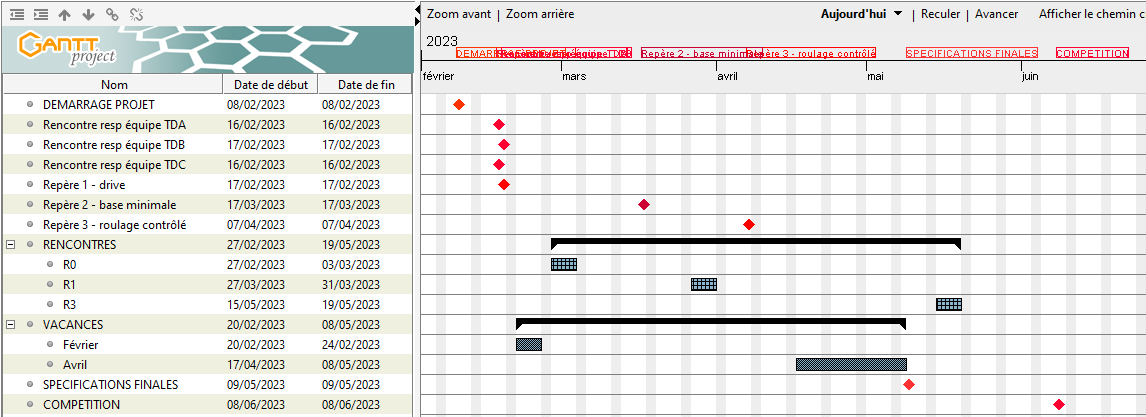 Zoom avant | Zoom arrière Aujourd'hui | Reculer | Avancer Afficher le chemin c
GANTT project
2023
DEMARRAGE PROJET Repère 2 - base minimale Repère 3 - roulage contrôlé SPECIFICATIONS FINALES COMPETITION
février mars avril mai juin
Nom Date de début Date de fin
DEMARRAGE PROJET 08/02/2023 08/02/2023
Rencontre resp équipe TDA 16/02/2023 16/02/2023
Rencontre resp équipe TDB 17/02/2023 17/02/2023
Rencontre resp équipe TDC 16/02/2023 16/02/2023
Repère 1 - drive 17/02/2023 17/02/2023
Repère 2 - base minimale 17/03/2023 17/03/2023
Repère 3 - roulage contrôlé 07/04/2023 07/04/2023
RENCONTRES 27/02/2023 19/05/2023
R0 27/02/2023 03/03/2023
R1 27/03/2023 31/03/2023
R3 15/05/2023 19/05/2023
VACANCES 20/02/2023 08/05/2023
Février 20/02/2023 24/02/2023
Avril 17/04/2023 08/05/2023
SPECIFICATIONS FINALES 09/05/2023 09/05/2023
COMPETITION 08/06/2023 08/06/2023